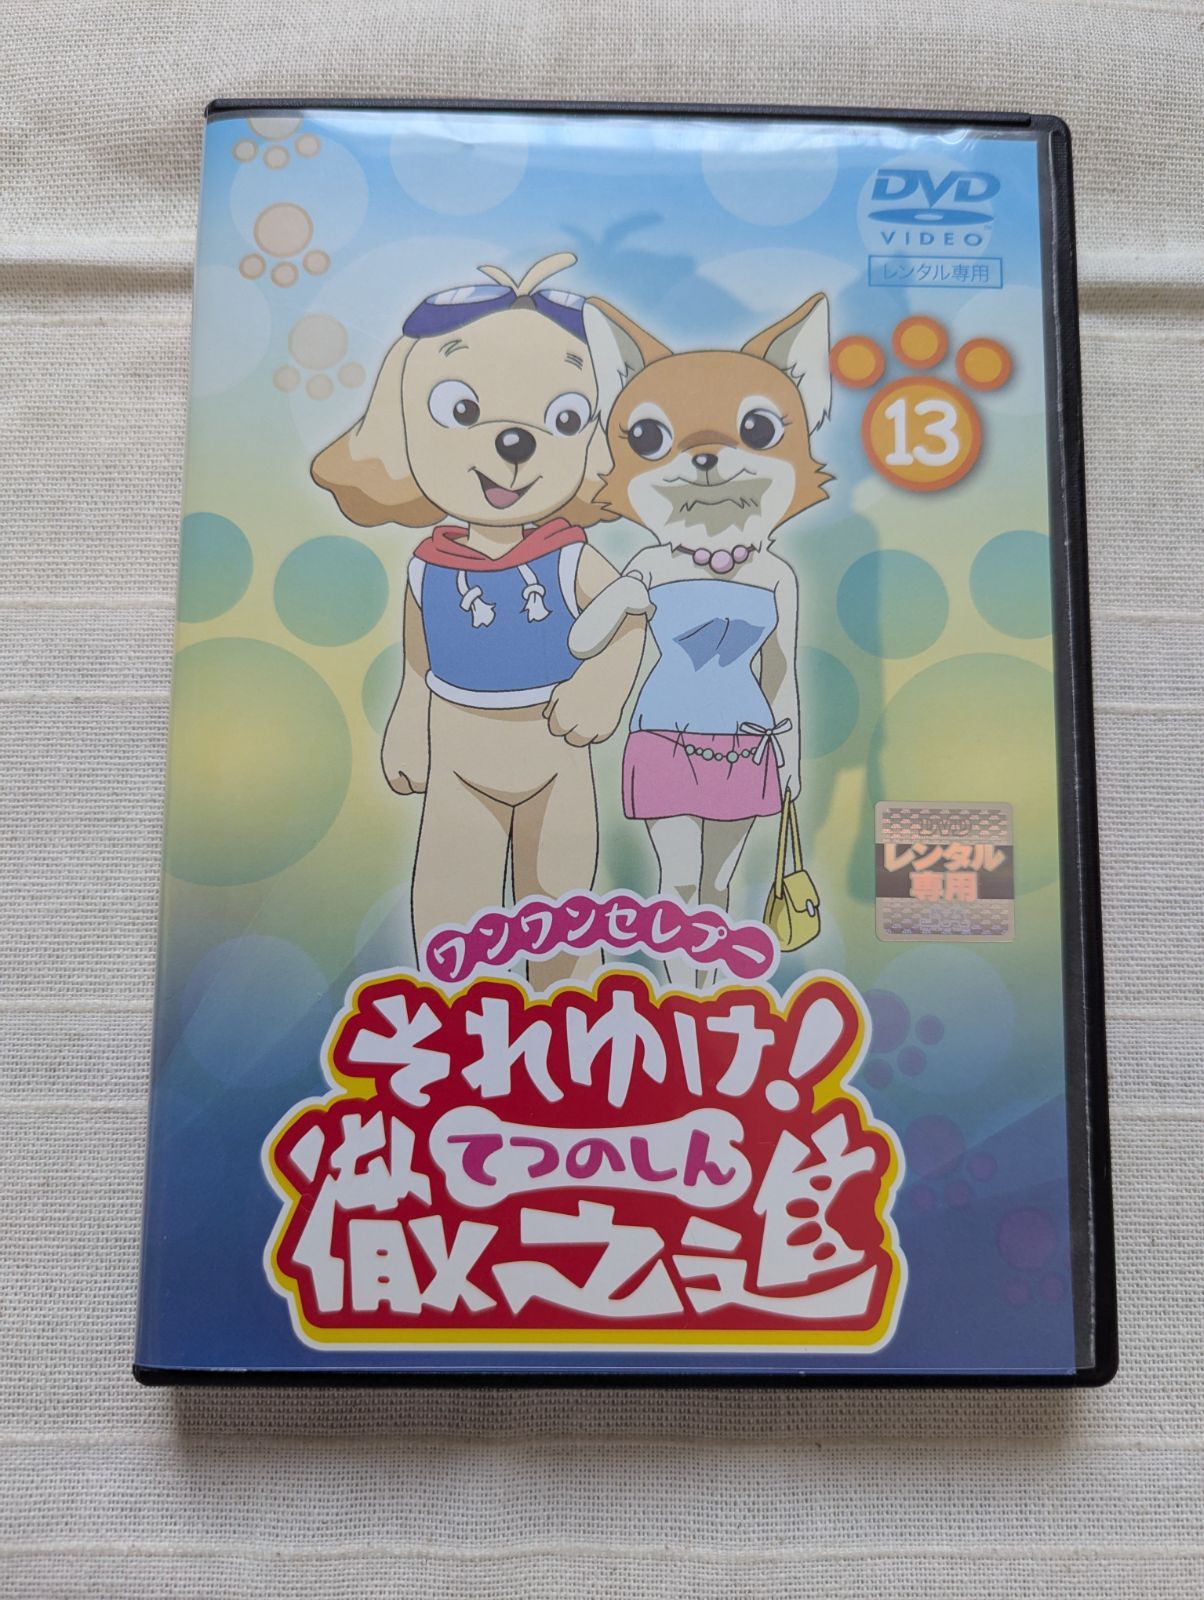 DVD
VIDEO
レンタル専用
13
DVD
レンタル
専用
ワンワンセレプー
それゆけ!
てつのしん
徹之進